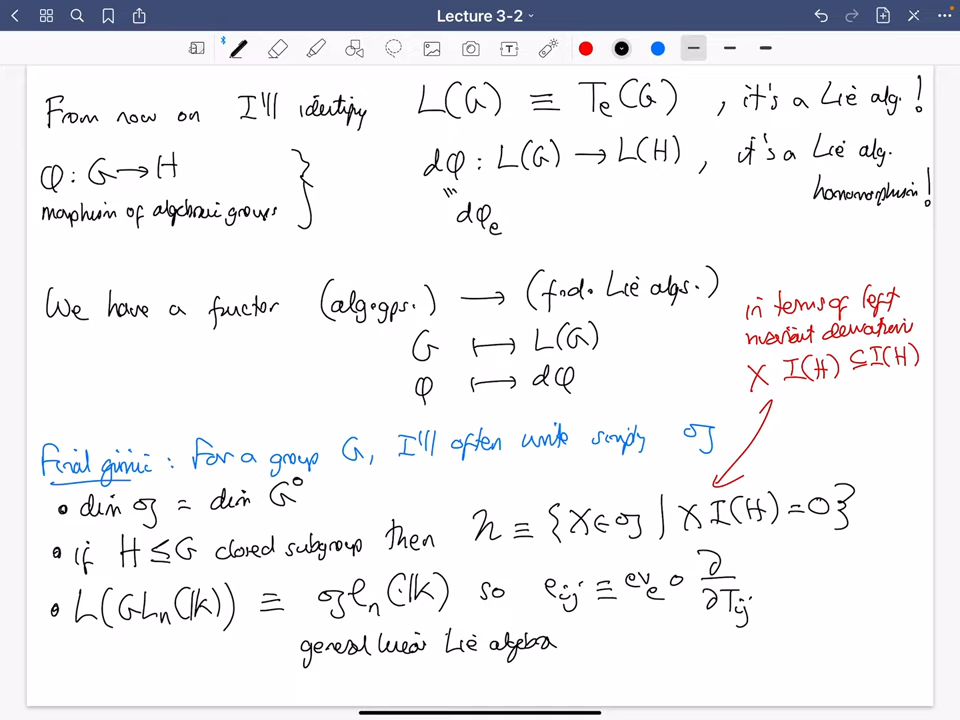 Lecture 3-2
From now on I'll identify L(G) ≡ Te(G), it's a Lie alg.!
φ: G → H dφ: L(G) → L(H), it's a Lie alg. homomorphism!
morphism of algebraic groups
dφe
We have a functor (alg. gps.) → (f.n.d. Lie algs.)
G ↦ L(G)
φ ↦ dφ
in terms of left
invariant derivation
X I(H) ⊆ I(H)
Final gimic: For a group G, I'll often write simply 𝔤
• dim 𝔤 = dim G°
• if H ≤ G closed subgroup then 𝔥 ≡ {X∈𝔤 | X I(H) = 0}
• L(GLn(𝕜)) ≡ 𝔤𝔩n(𝕜) so eij ≡ eve ∘ ∂/∂Tij
general linear Lie algebra